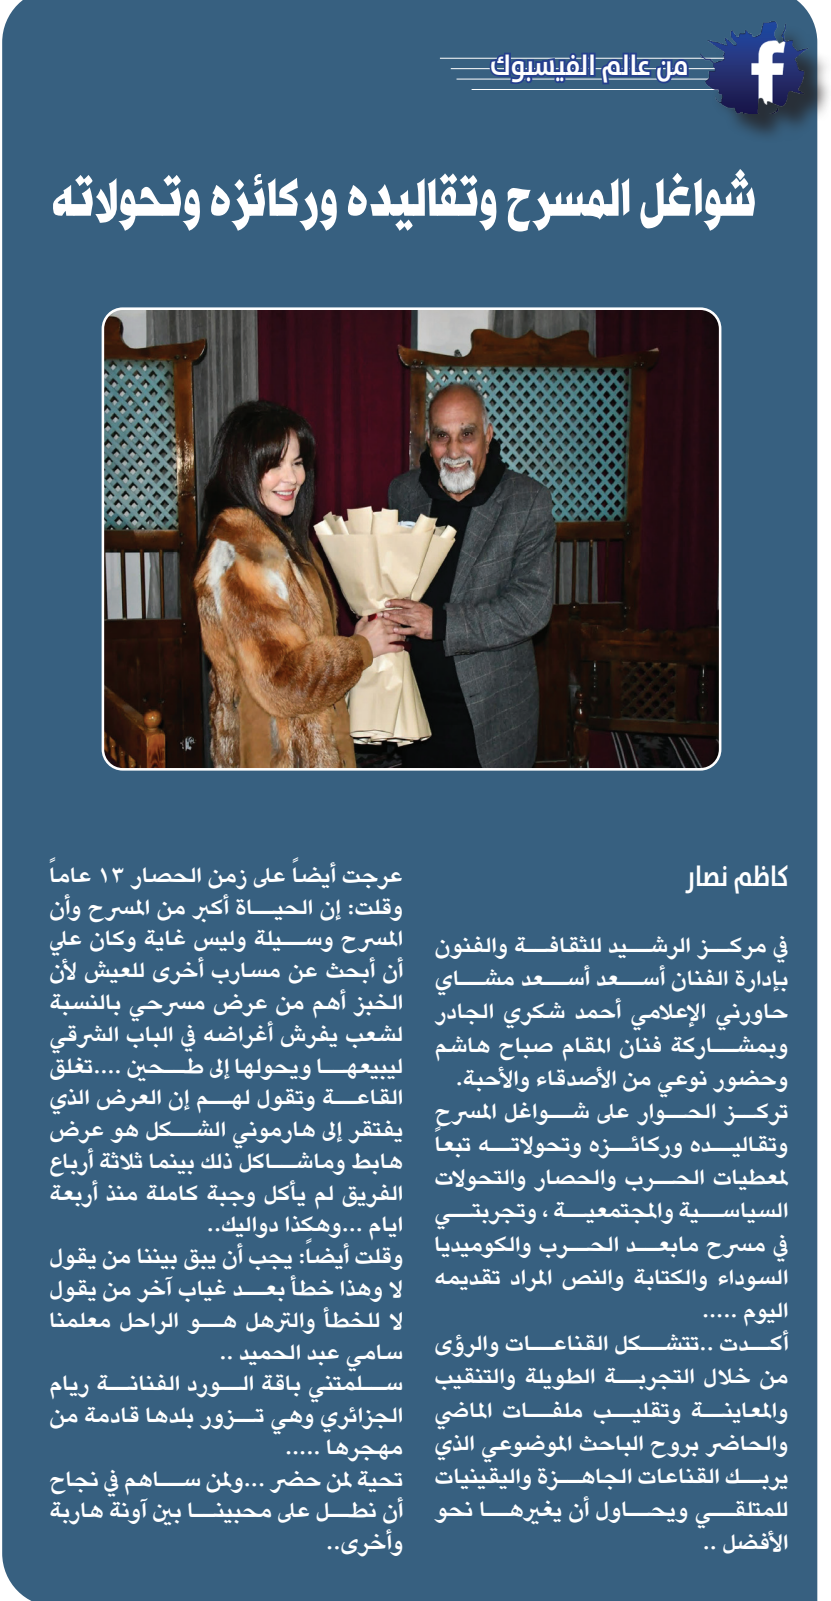 من عالم الفيسبوك
شواغل المسرح وتقاليده وركائزه وتحولاته
كاظم نصار
في مركز الرشيد للثقافة والفنون
بإدارة الفنان أسعد أسعد مشاي
حاورني الإعلامي أحمد شكري الجادر
وبمشاركة فنان المقام صباح هاشم
وحضور نوعي من الأصدقاء والأحبة.
تركز الحوار على شواغل المسرح
وتقاليده وركائزه وتحولاته تبعاً
لمعطيات الحرب والحصار والتحولات
السياسية والمجتمعية ، وتجربتي
في مسرح مابعد الحرب والكوميديا
السوداء والكتابة والنص المراد تقديمه
اليوم .....
أكدت ..تتشكل القناعات والرؤى
من خلال التجربة الطويلة والتنقيب
والمعاينة وتقليب ملفات الماضي
والحاضر بروح الباحث الموضوعي الذي
يربك القناعات الجاهزة واليقينيات
للمتلقي ويحاول أن يغيرها نحو
الأفضل ..
عرجت أيضاً على زمن الحصار ١٣ عاماً
وقلت: إن الحياة أكبر من المسرح وأن
المسرح وسيلة وليس غاية وكان علي
أن أبحث عن مسارب أخرى للعيش لأن
الخبز أهم من عرض مسرحي بالنسبة
لشعب يفرش أغراضه في الباب الشرقي
ليبيعها ويحولها إلى طحين ....تغلق
القاعة وتقول لهم إن العرض الذي
يفتقر إلى هارموني الشكل هو عرض
هابط وماشاكل ذلك بينما ثلاثة أرباع
الفريق لم يأكل وجبة كاملة منذ أربعة
ايام ...وهكذا دواليك..
وقلت أيضاً: يجب أن يبق بيننا من يقول
لا وهذا خطأ بعد غياب آخر من يقول
لا للخطأ والترهل هو الراحل معلمنا
سامي عبد الحميد ..
سلمتني باقة الورد الفنانة ريام
الجزائري وهي تزور بلدها قادمة من
مهجرها .....
تحية لمن حضر ...ولمن ساهم في نجاح
أن نطل على محبينا بين آونة هاربة
وأخرى..